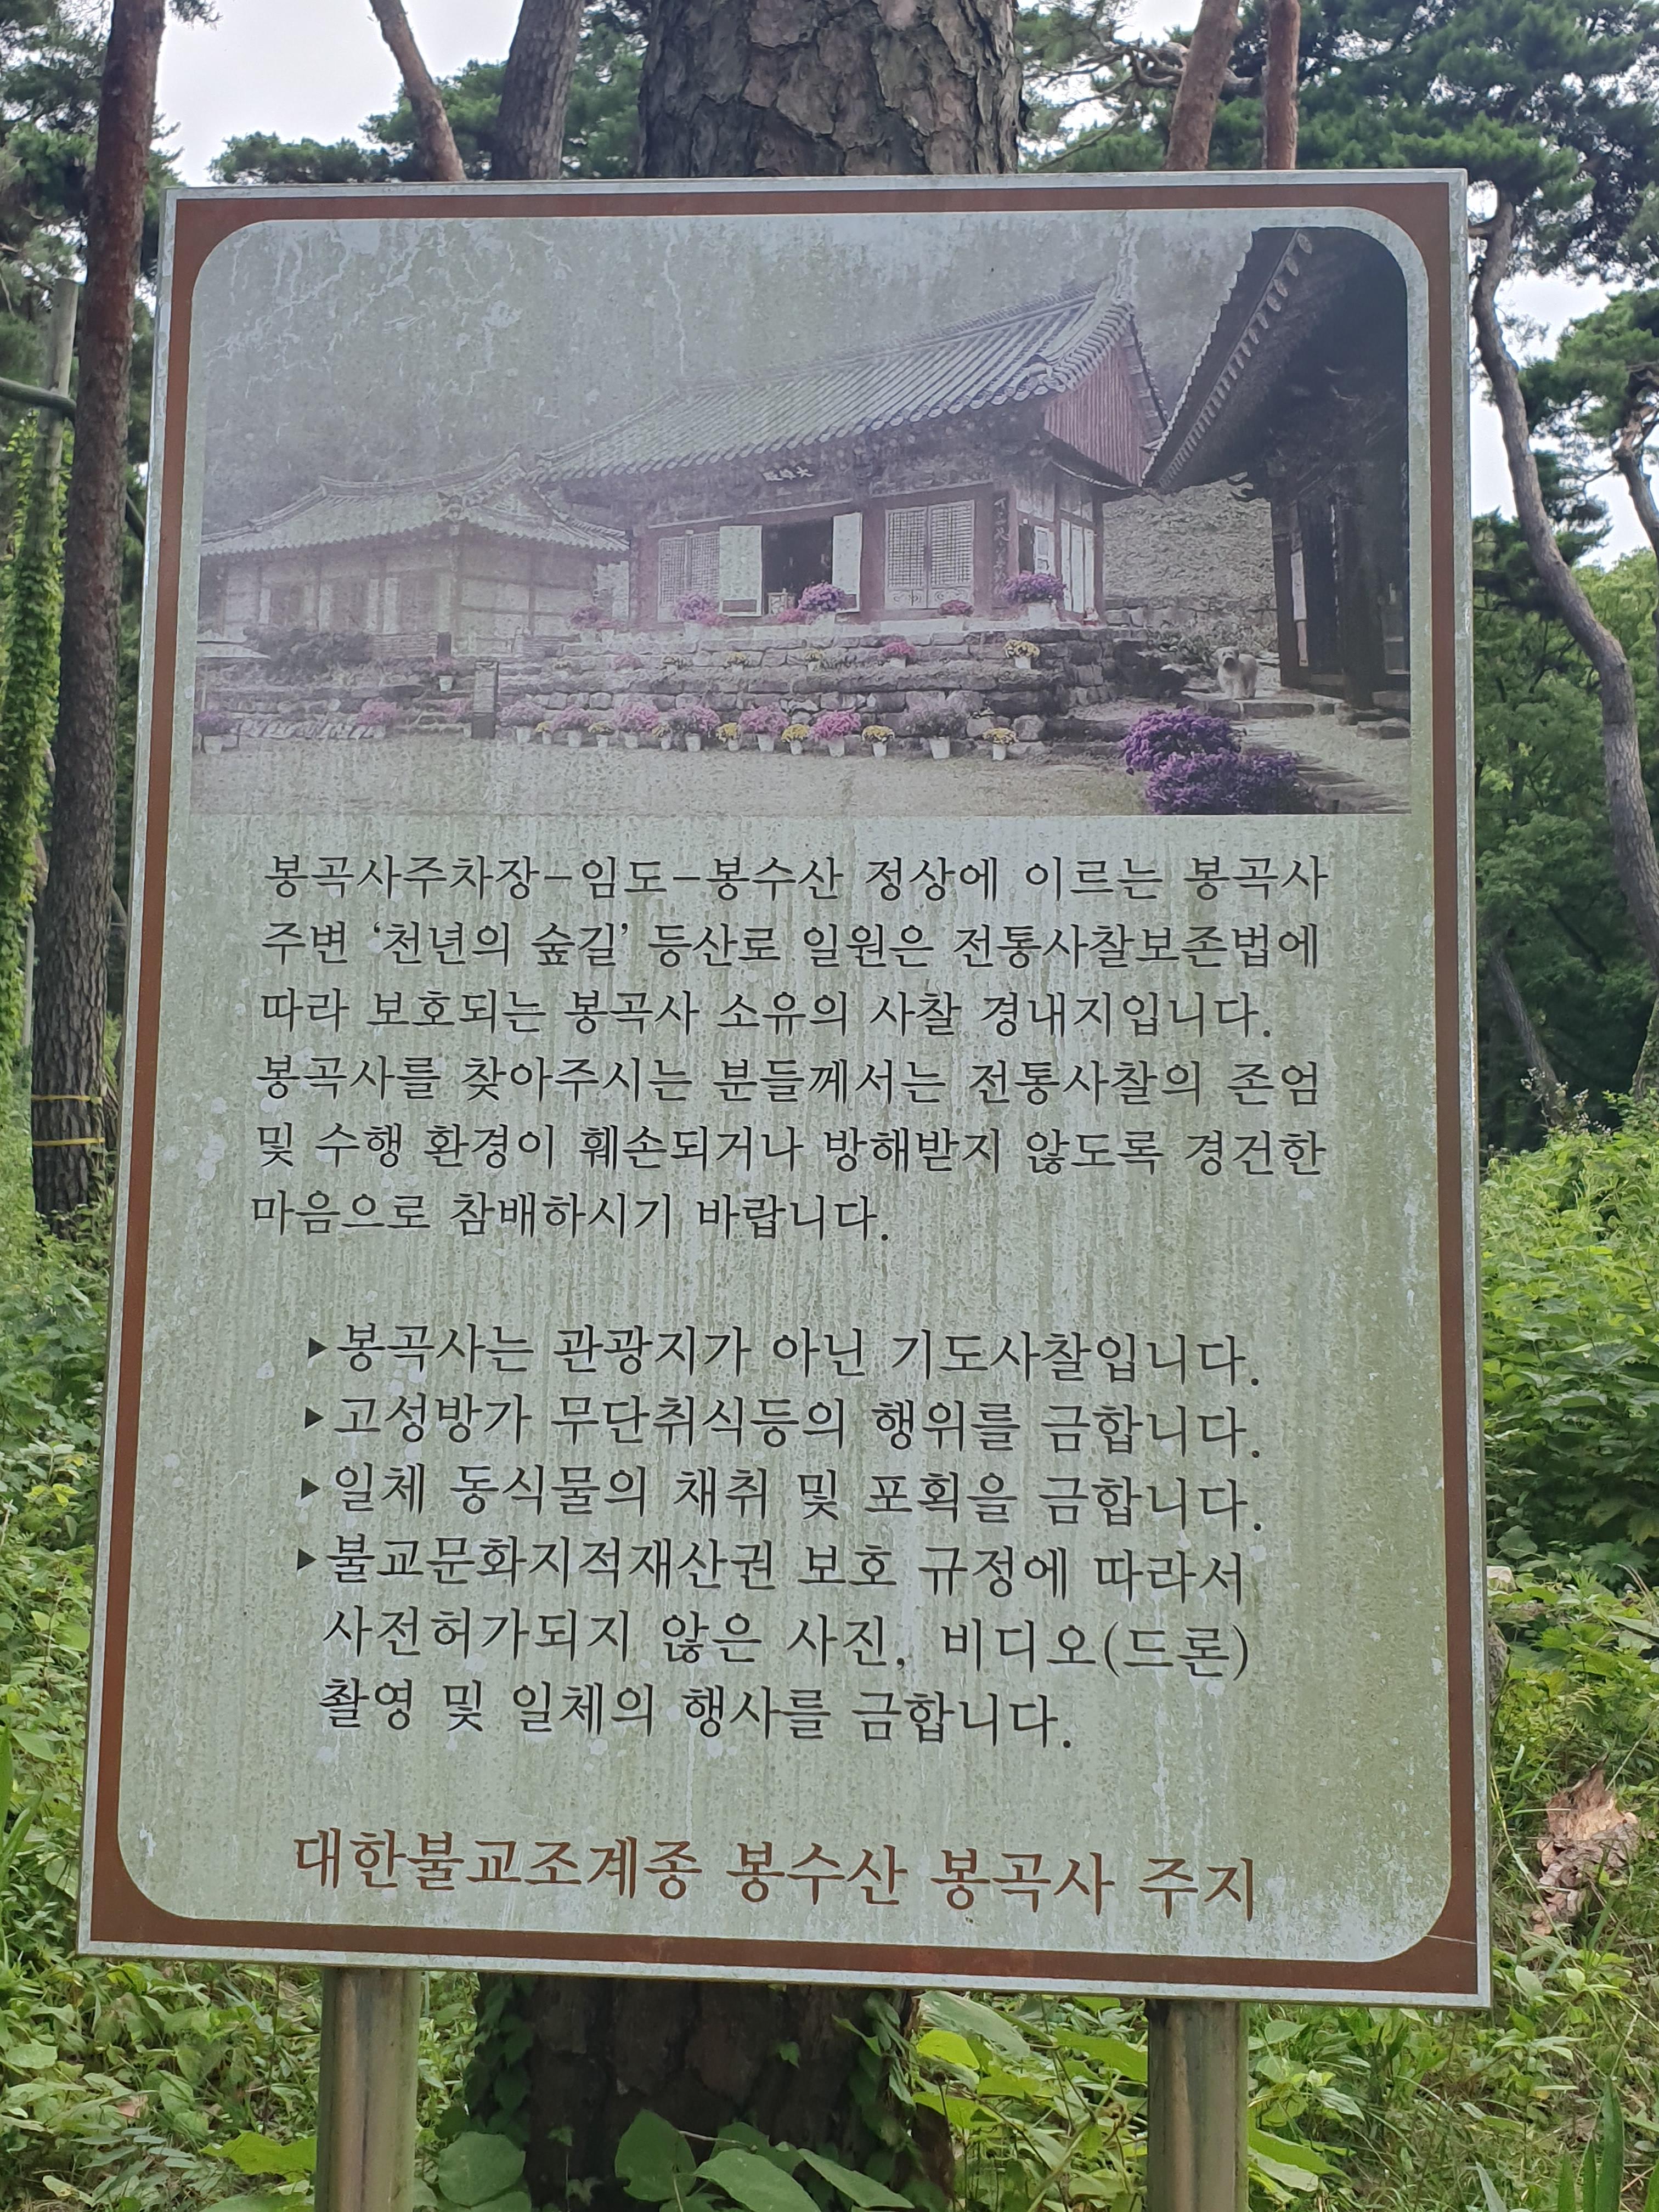 봉곡사주차장-임도-봉수산 정상에 이르는 봉곡사
주변 ‘천년의 숲길’ 등산로 일원은 전통사찰보존법에
따라 보호되는 봉곡사 소유의 사찰 경내지입니다.
봉곡사를 찾아주시는 분들께서는 전통사찰의 존엄
및 수행 환경이 훼손되거나 방해받지 않도록 경건한
마음으로 참배하시기 바랍니다.
▸봉곡사는 관광지가 아닌 기도사찰입니다.
▸고성방가 무단취식등의 행위를 금합니다.
▸일체 동식물의 채취 및 포획을 금합니다.
▸불교문화지적재산권 보호 규정에 따라서
사전허가되지 않은 사진, 비디오(드론)
촬영 및 일체의 행사를 금합니다.
대한불교조계종 봉수산 봉곡사 주지